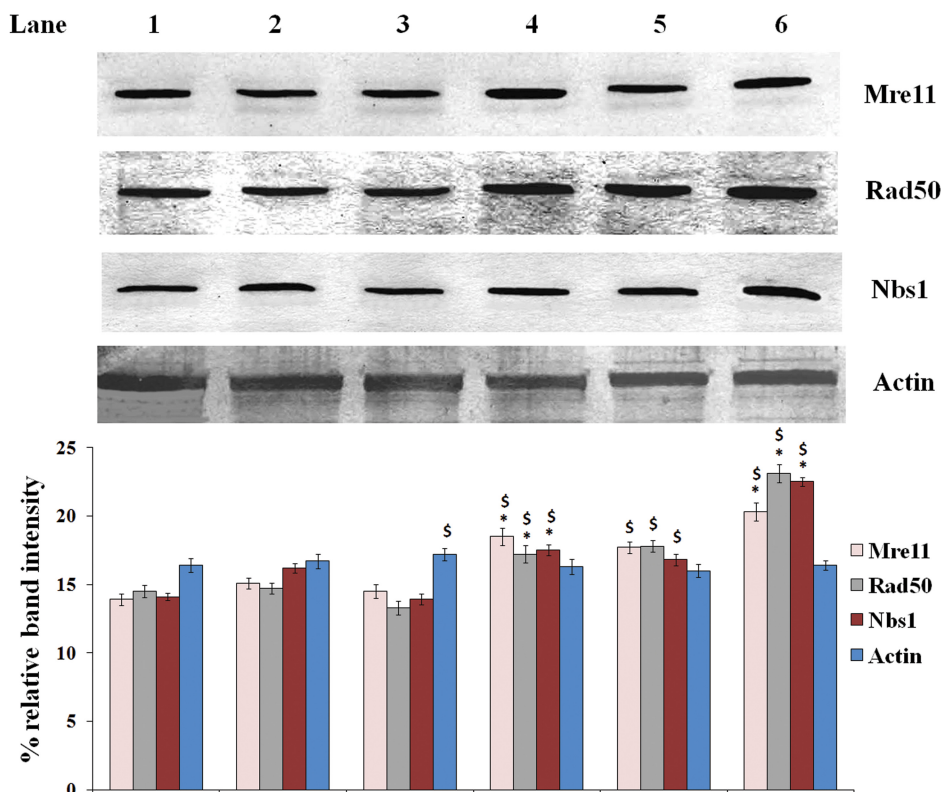 Lane 1 2 3 4 5 6
Mre11
Rad50
Nbs1
Actin
% relative band intensity
25
20
15
10
5
0
$
$ * $ * $ *
$ $ $
$ * $ * $ *
Mre11
Rad50
Nbs1
Actin